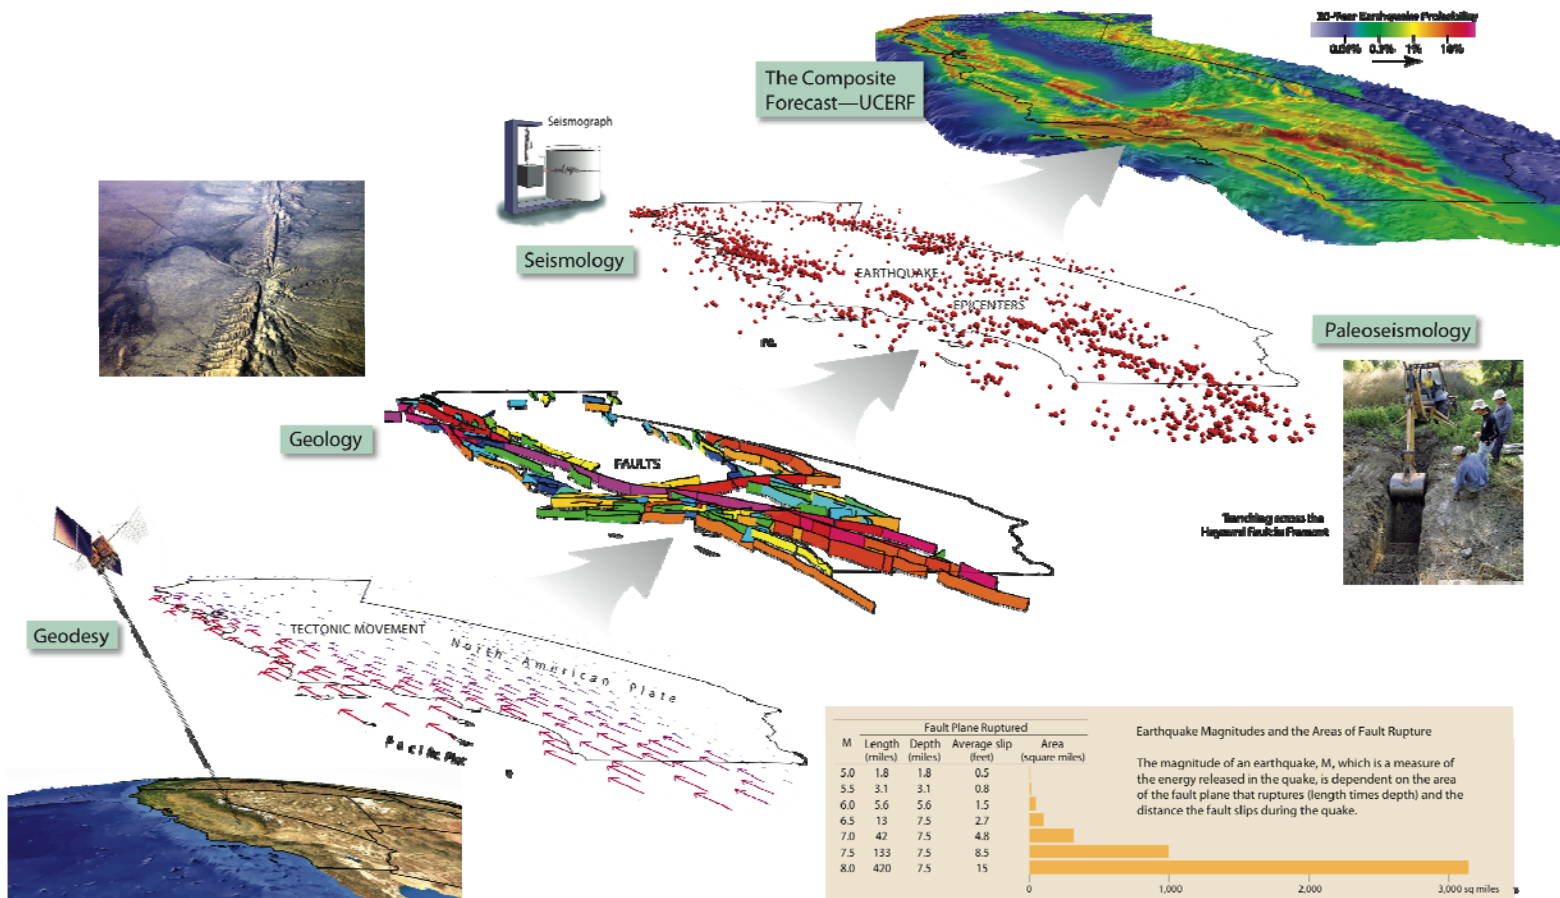 30-Year Earthquake Probability
0.01% 0.1% 1% 10%
The Composite
Forecast—UCERF
Seismograph
Seismology
EARTHQUAKE
EPICENTERS
Paleoseismology
Geology
FAULTS
Trenching across the
Hayward Fault in Fremont
Geodesy
TECTONIC MOVEMENT
North American Plate
Pacific Plate
Fault Plane Ruptured
M Length Depth Average slip Area
(miles) (miles) (feet) (square miles)
5.0 1.8 1.8 0.5
5.5 3.1 3.1 0.8
6.0 5.6 5.6 1.5
6.5 13 7.5 2.7
7.0 42 7.5 4.8
7.5 133 7.5 8.5
8.0 420 7.5 15
0 1,000 2,000 3,000 sq miles
Earthquake Magnitudes and the Areas of Fault Rupture
The magnitude of an earthquake, M, which is a measure of
the energy released in the quake, is dependent on the area
of the fault plane that ruptures (length times depth) and the
distance the fault slips during the quake.